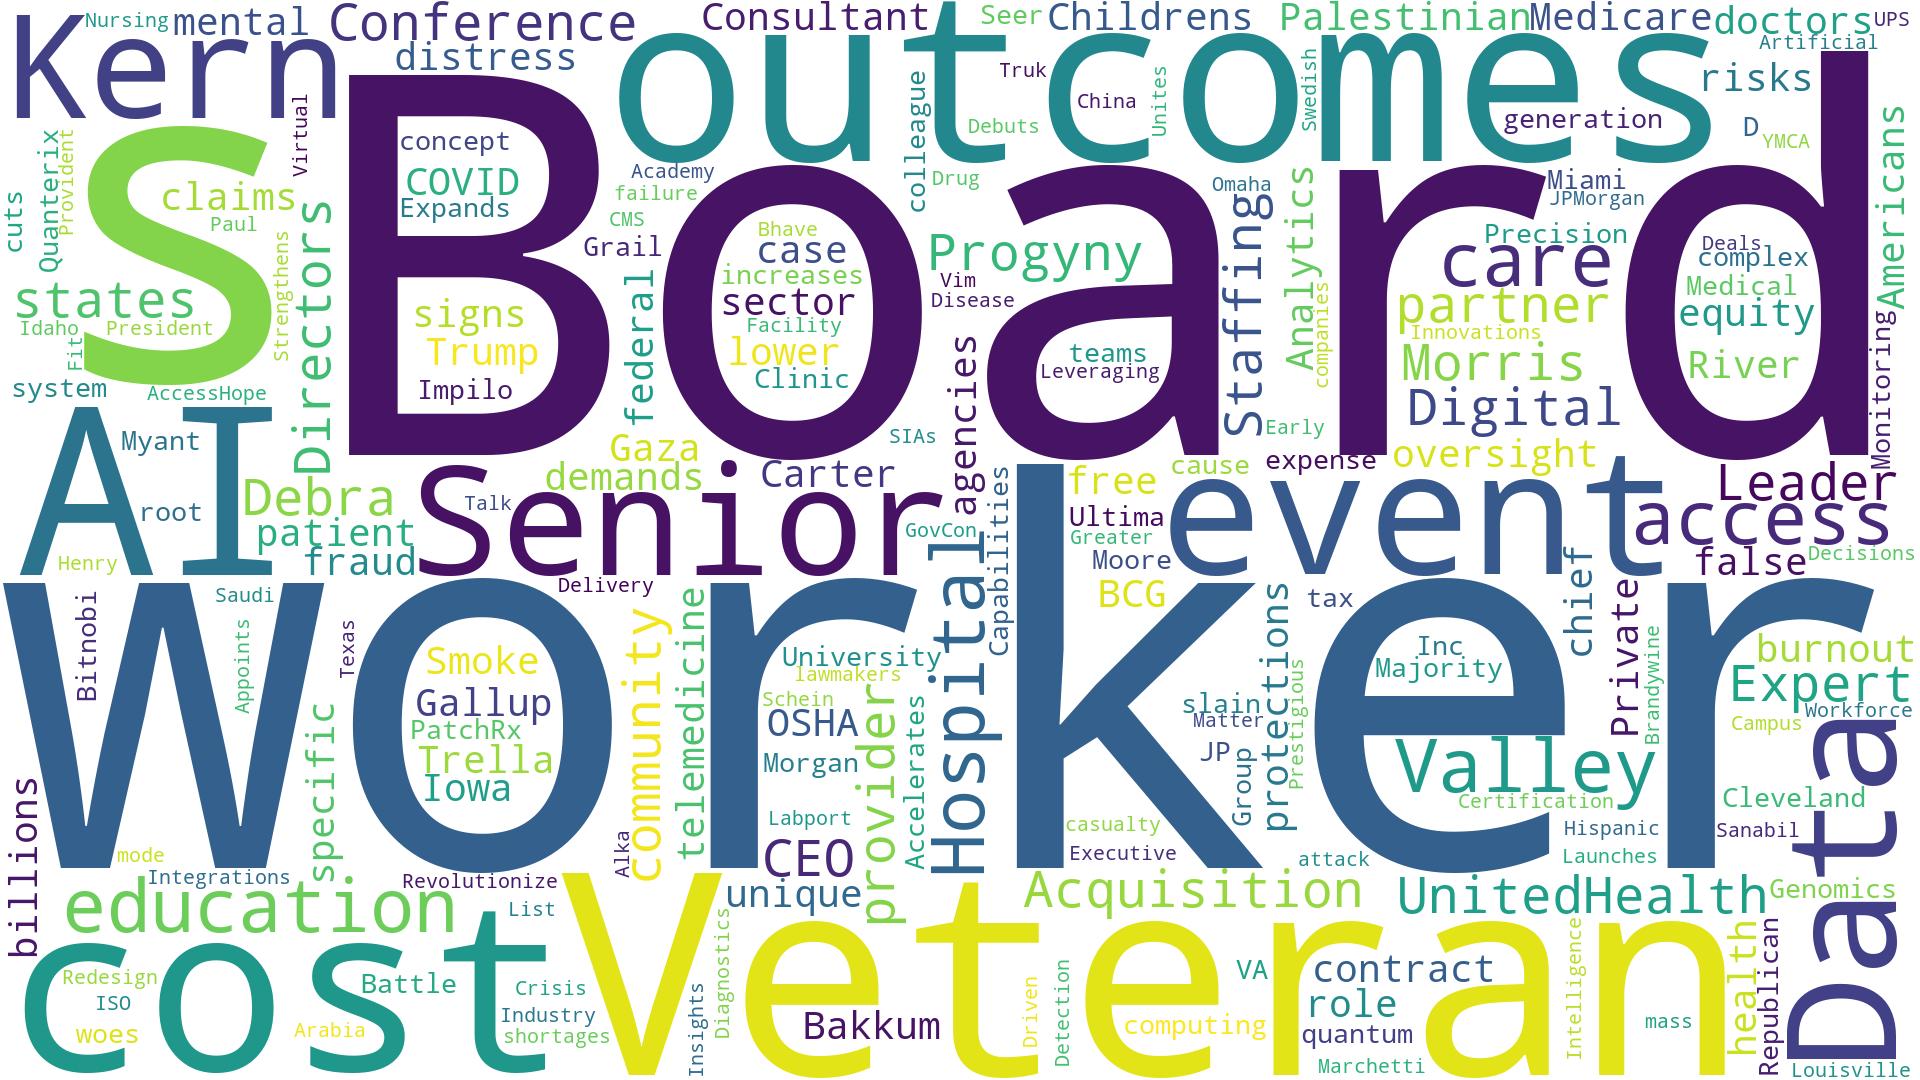 Kern
Nursing
mental
Conference
distress
Consultant
Seer
Childrens
Palestinian
Medicare
doctors
UPS
Artificial
outcomes
risks
Truk
China
Unites
Swedish
colleague
Debuts
generation
D
YMCA
Americans
Virtual
Quanterix
Provident
cuts
S
claims
Paul
Board
concept
COVID
Expands
Academy
failure
CMS
Drug
Omaha
Miami
JPMorgan
Grail
Bhave
case
increases
sector
Facility
lower
Clinic
Progyny
Vim
Disease
Staffing
Analytics
companies
Precision
care
partner
Innovations
Morris
Digital
oversight
Deals
complex
Medical
equity
River
Monitoring
states
Idaho
President
Strengthens
Directors
Fit
system
AccessHope
signs
Trump
Impilo
federal
teams
Leveraging
SIAs
Early
agencies
AI
Myant
root
Henry
Debra
patient
fraud
Senior
Talk
Gaza
demands
Carter
GovCon
Capabilities
cause
expense
free
Ultima
Greater
Moore
BCG
event
tax
Leader
access
false
Decisions
chief
Private
Delivery
Saudi
Worker
Bitnobi
Appoints
Texas
specific
Smoke
Gallup
PatchRx
Trella
Iowa
community
telemedicine
University
lawmakers
Schein
OSHA
Morgan
Labport
CEO
Alka
provider
Accelerates
Hospital
slain
Matter
JP
Group
protections
Prestigious
casualty
Executive
attack
Inc
Majority
Valley
Certification
Hispanic
Launches
Brandywine
burnout
Expert
Workforce
Campus
Cleveland
Sanabil
Data
billions
mode
Integrations
Revolutionize
List
education
unique
Acquisition
UnitedHealth
Genomics
cost
Redesign
ISO
woes
Arabia
Battle
Crisis
Industry
shortages
Veteran
Insights
Diagnostics
Bakkum
Driven
Detection
computing
VA
contract
role
quantum
Marchetti
Intelligence
mass
health
Republican
Louisville